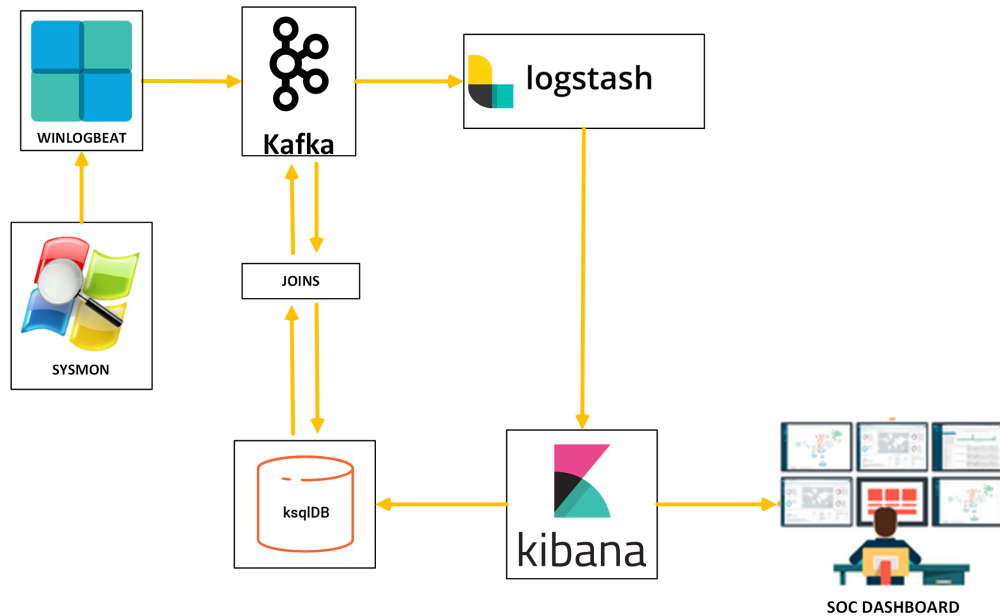 WINLOGBEAT
Kafka
logstash
JOINS
SYSMON
ksqlDB
kibana
SOC DASHBOARD